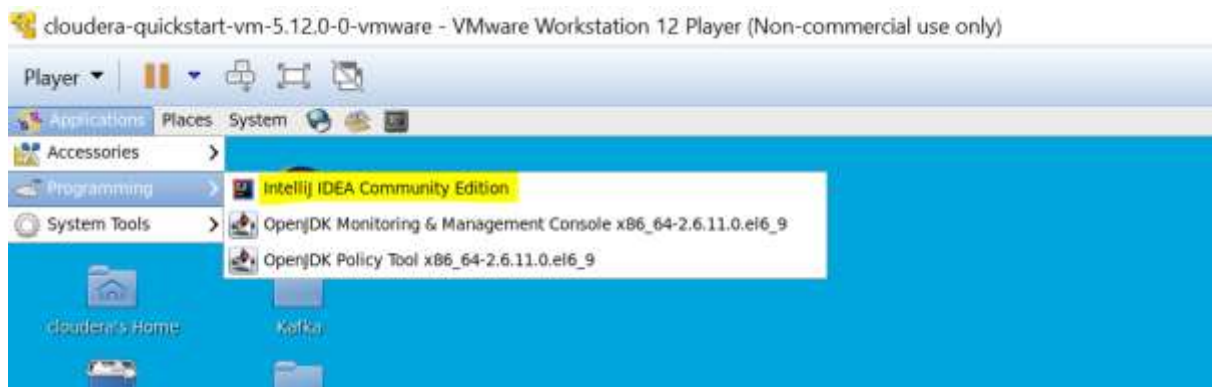 cloudera-quickstart-vm-5.12.0-0-vmware - VMware Workstation 12 Player (Non-commercial use only)
Player
Applications Places System
Accessories
Programming
IntelliJ IDEA Community Edition
OpenJDK Monitoring & Management Console x86_64-2.6.11.0.el6_9
System Tools
OpenJDK Policy Tool x86_64-2.6.11.0.el6_9
cloudera's Home
Kafka